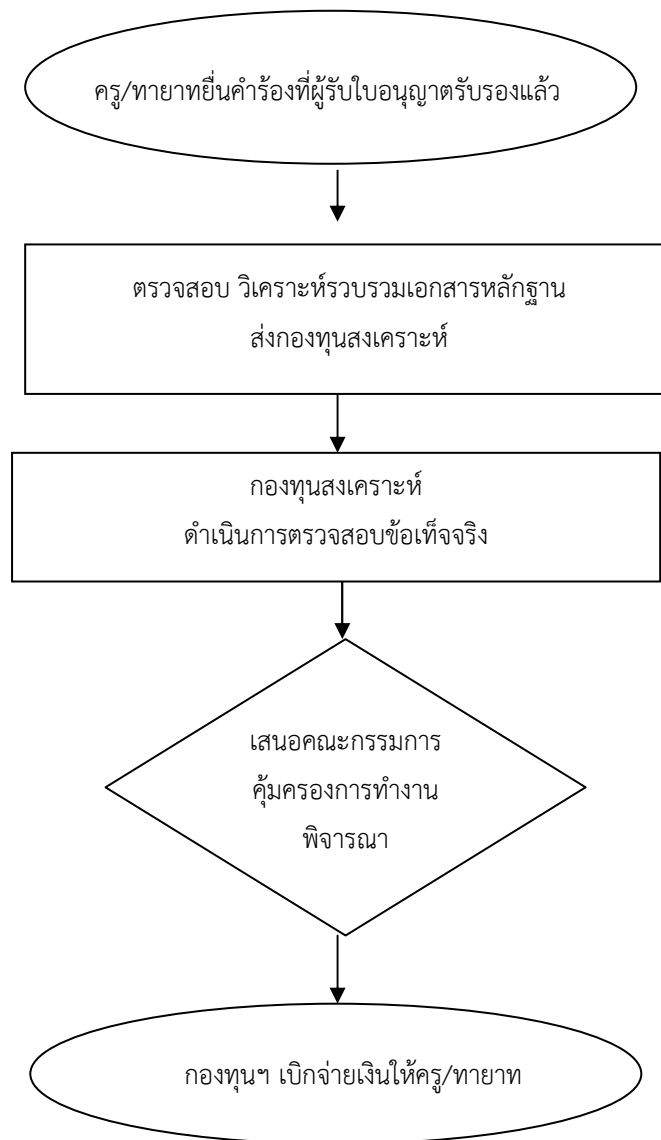 ครู/ทายาทยื่นคำร้องที่ผู้รับใบอนุญาตรับรองแล้ว
ตรวจสอบ วิเคราะห์รวบรวมเอกสารหลักฐาน
ส่งกองทุนสงเคราะห์
กองทุนสงเคราะห์
ดำเนินการตรวจสอบข้อเท็จจริง
เสนอคณะกรรมการ
คุ้มครองการทำงาน
พิจารณา
กองทุนฯ เบิกจ่ายเงินให้ครู/ทายาท